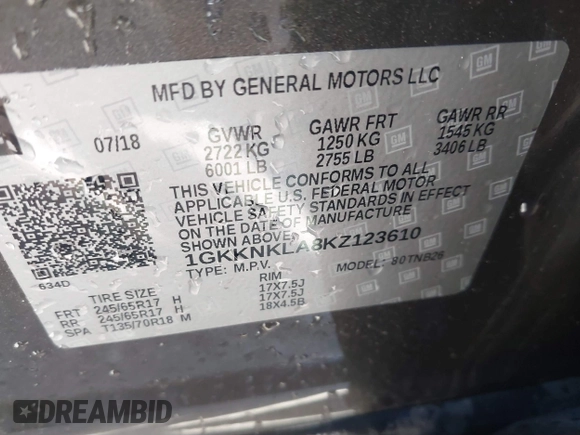 MFD BY GENERAL MOTORS LLC
07/18 GVWR GAWR FRT GAWR RR
2722 KG 1250 KG 1545 KG
6001 LB 2755 LB 3406 LB
THIS VEHICLE CONFORMS TO ALL
APPLICABLE U.S. FEDERAL MOTOR
VEHICLE SAFETY STANDARDS IN EFFECT
ON THE DATE OF MANUFACTURE
SHOWN ABOVE.
1GKKNKLA8KZ123610
TYPE: M.P.V. MODEL: 80TNB26
634D
TIRE SIZE RIM
FRT 245/65R17 H 17X7.5J
RR 245/65R17 H 17X7.5J
SPA T135/70R18 M 18X4.5B
GM
DREAMBID